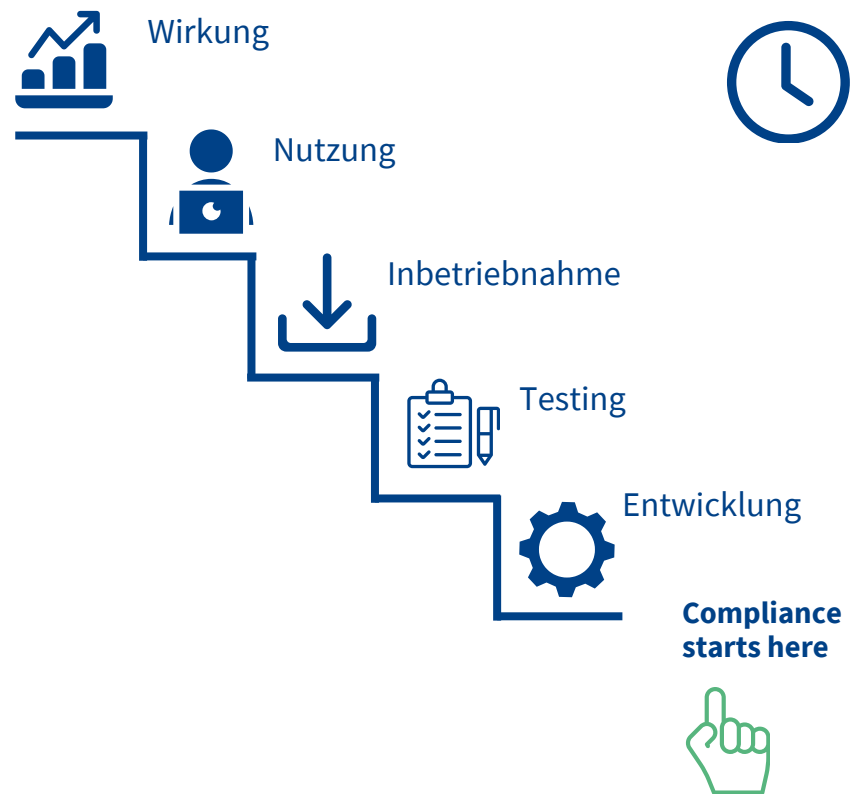 Wirkung
Nutzung
Inbetriebnahme
Testing
Entwicklung
Compliance
starts here